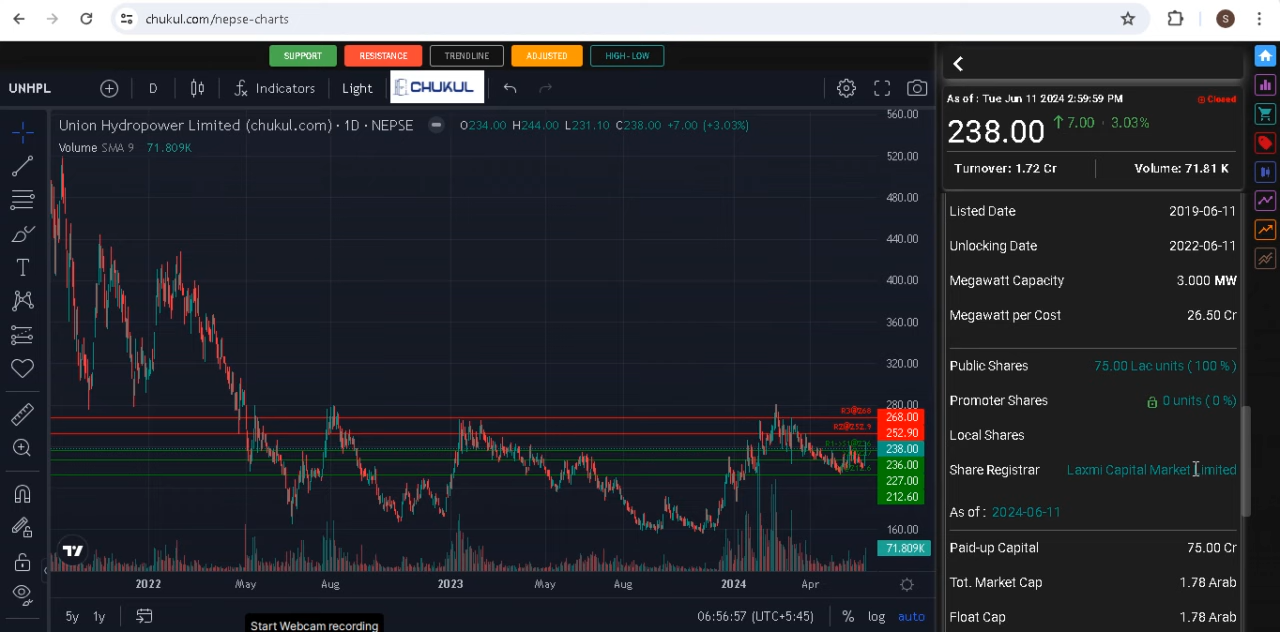 chukul.com/nepse-charts
S
SUPPORT RESISTANCE TRENDLINE ADJUSTED HIGH-LOW
UNHPL D Indicators Light CHUKUL
Union Hydropower Limited (chukul.com) · 1D · NEPSE O234.00 H244.00 L231.10 C238.00 +7.00 (+3.03%)
Volume SMA 9 71.809K
560.00
520.00
480.00
440.00
400.00
360.00
320.00
280.00
R3@268 268.00
R2@252.9 252.90
238.00
236.00
227.00
212.60
160.00
71.809K
2022 May Aug 2023 May Aug 2024 Apr
5y 1y 06:56:57 (UTC+5:45) % log auto
Start Webcam recording
As of : Tue Jun 11 2024 2:59:59 PM Closed
238.00 ↑ 7.00 · 3.03%
Turnover: 1.72 Cr Volume: 71.81 K
Listed Date 2019-06-11
Unlocking Date 2022-06-11
Megawatt Capacity 3.000 MW
Megawatt per Cost 26.50 Cr
Public Shares 75.00 Lac units ( 100 % )
Promoter Shares 0 units ( 0 %)
Local Shares
Share Registrar Laxmi Capital Market Limited
As of : 2024-06-11
Paid-up Capital 75.00 Cr
Tot. Market Cap 1.78 Arab
Float Cap 1.78 Arab